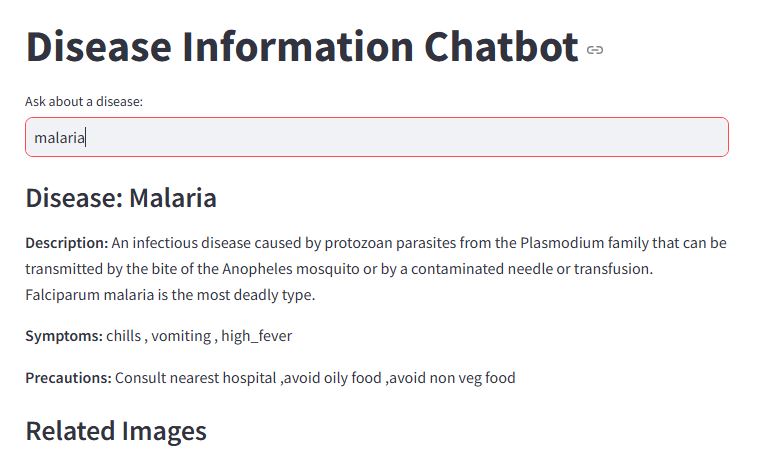 Disease Information Chatbot
Ask about a disease:
malaria
Disease: Malaria
Description: An infectious disease caused by protozoan parasites from the Plasmodium family that can be
transmitted by the bite of the Anopheles mosquito or by a contaminated needle or transfusion.
Falciparum malaria is the most deadly type.
Symptoms: chills , vomiting , high_fever
Precautions: Consult nearest hospital ,avoid oily food ,avoid non veg food
Related Images